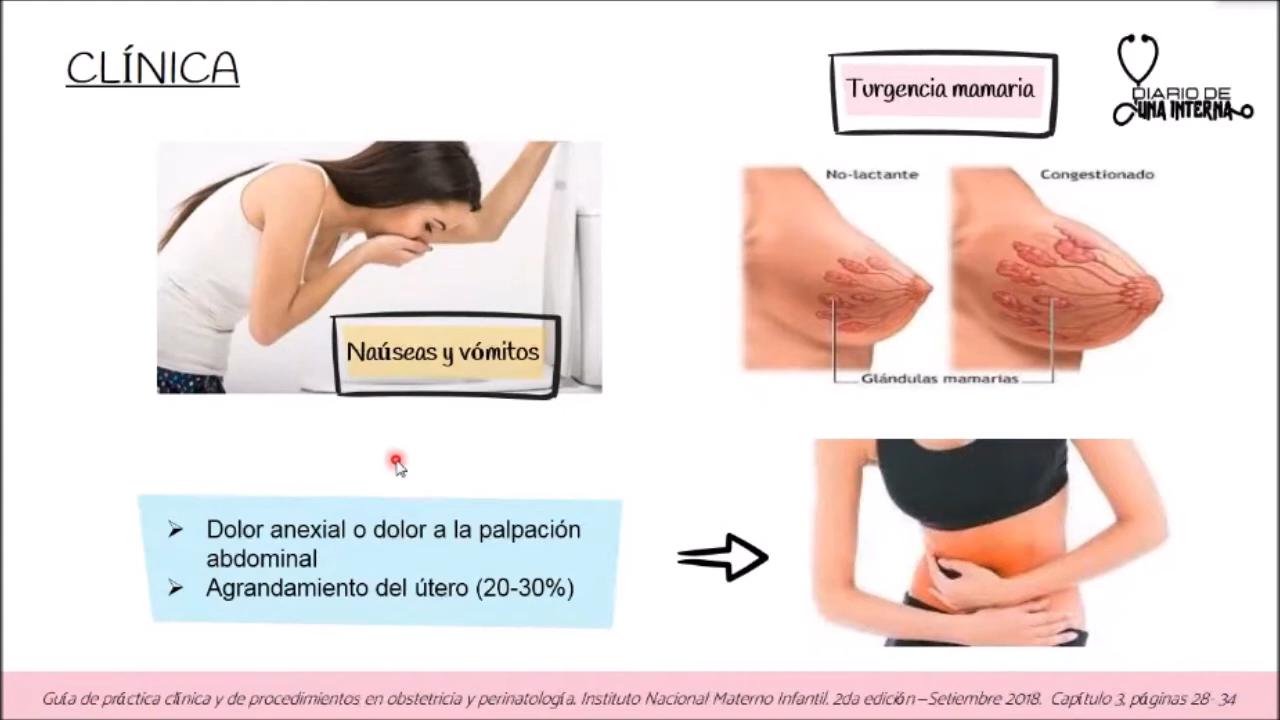 CLÍNICA
Turgencia mamaria
DIARIO DE
UNA INTERNA
No-lactante
Congestionado
Naúseas y vómitos
Glándulas mamarias
➢ Dolor anexial o dolor a la palpación
abdominal
➢ Agrandamiento del útero (20-30%)
Guía de práctica clínica y de procedimientos en obstetricia y perinatología. Instituto Nacional Materno Infantil. 2da edición – Setiembre 2018. Capítulo 3, páginas 28- 34